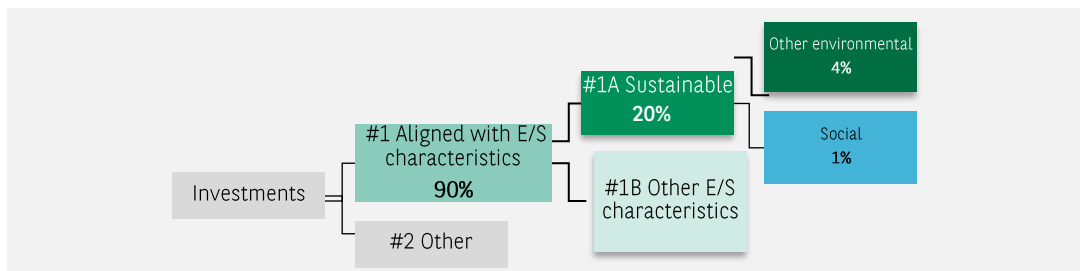 Investments
#1 Aligned with E/S
characteristics
90%
#2 Other
#1A Sustainable
20%
#1B Other E/S
characteristics
Other environmental
4%
Social
1%